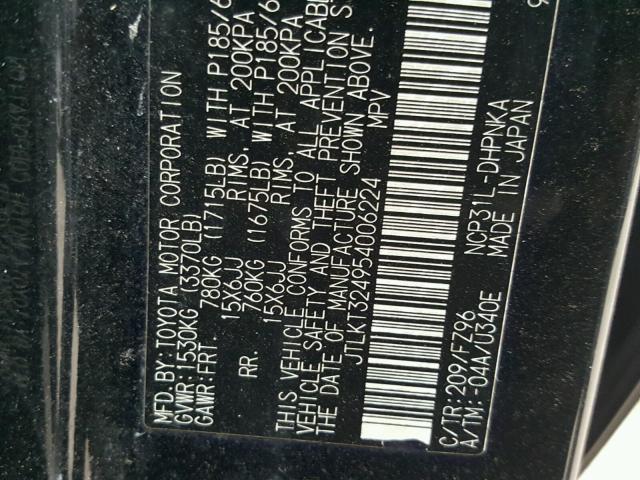 MFD.BY:TOYOTA MOTOR CORPORATION
GVWR:1530KG (3370LB)
GAWR:FRT. 780KG (1715LB) WITH P185/6
15X6JJ RIMS, AT 200KPA
RR. 760KG (1675LB) WITH P185/6
15X6JJ RIMS, AT 200KPA
THIS VEHICLE CONFORMS TO ALL APPLICAB
VEHICLE SAFETY AND THEFT PREVENTION S
THE DATE OF MANUFACTURE SHOWN ABOVE.
JTLKT324954006224 MPV
C/TR:209/FZ96 NCP31L-DHPNKA
A/TM:-04A/U340E MADE IN JAPAN